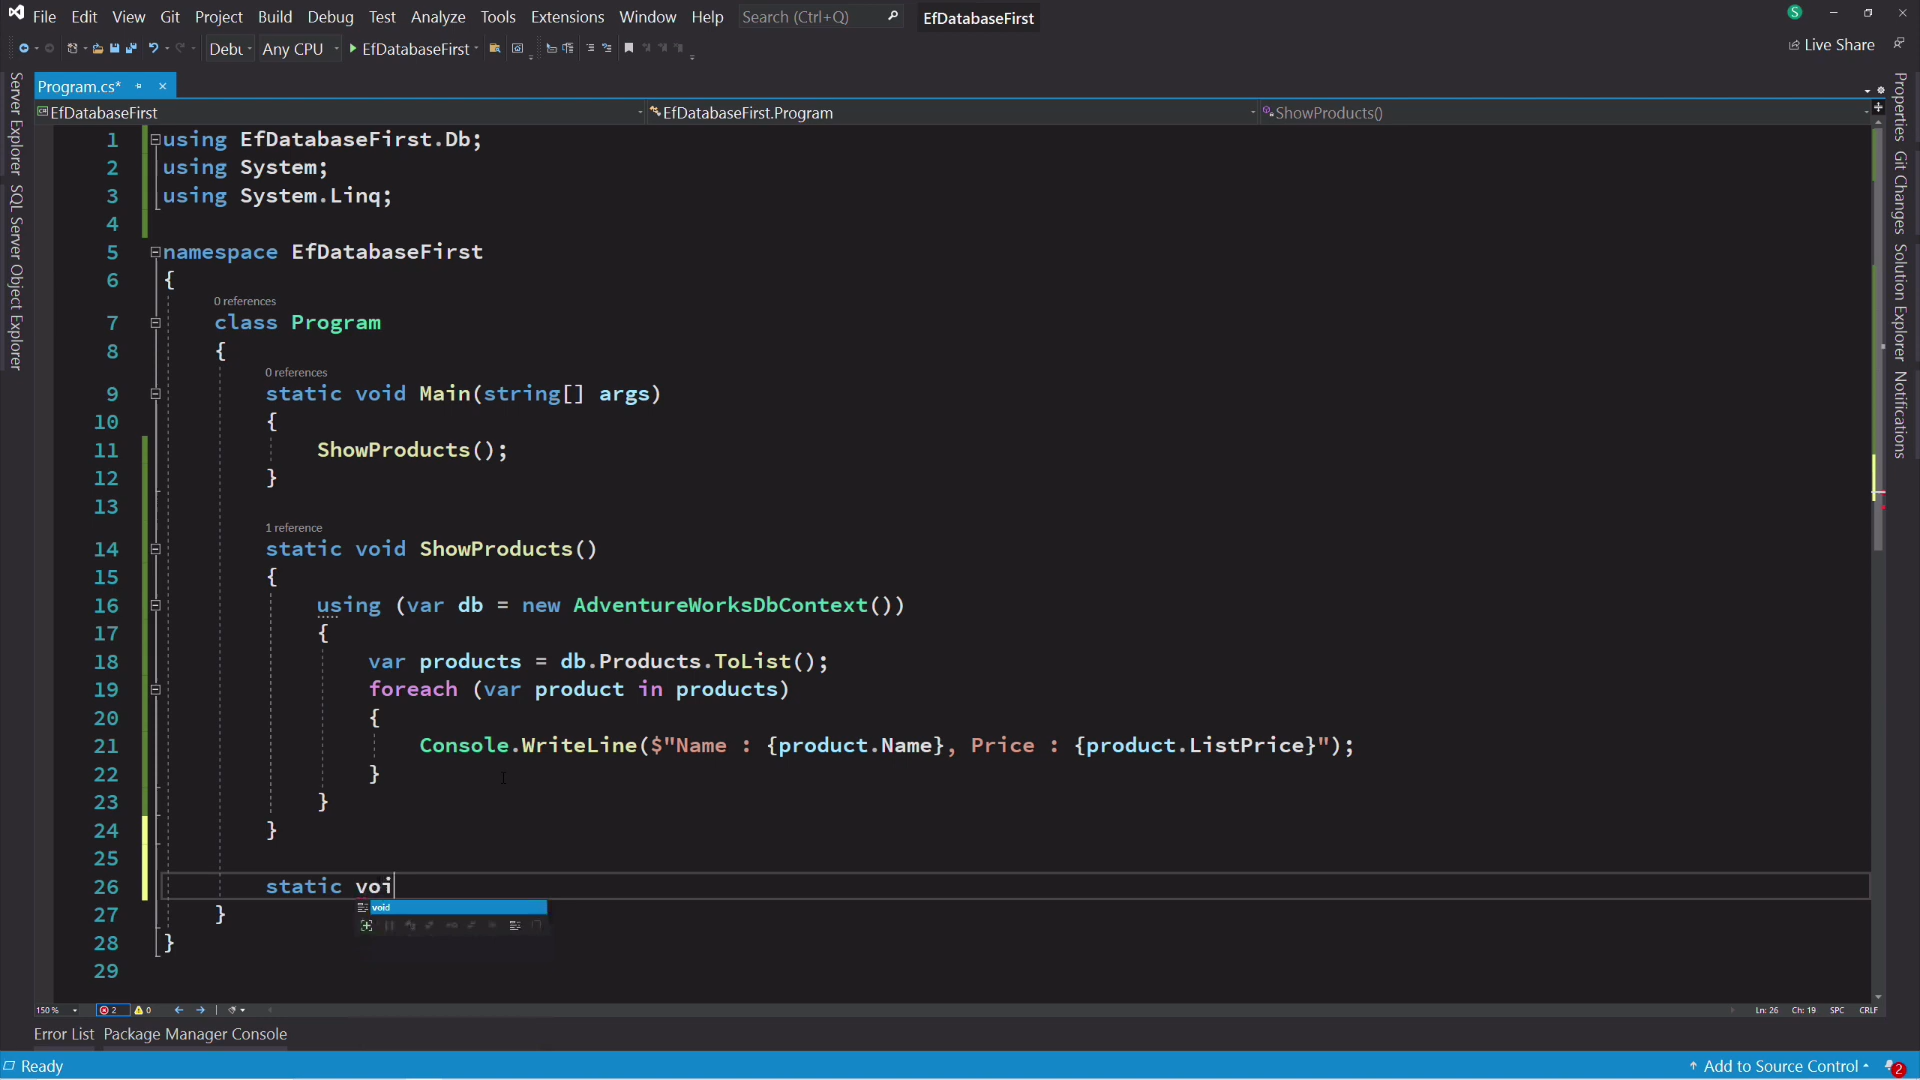 File Edit View Git Project Build Debug Test Analyze Tools Extensions Window Help Search (Ctrl+Q) EfDatabaseFirst S
Debu Any CPU EfDatabaseFirst Live Share
Program.cs*
EfDatabaseFirst EfDatabaseFirst.Program ShowProducts()
Server Explorer
SQL Server Object Explorer
1 using EfDatabaseFirst.Db;
2 using System;
3 using System.Linq;
4
5 namespace EfDatabaseFirst
6 {
0 references
7 class Program
8 {
0 references
9 static void Main(string[] args)
10 {
11 ShowProducts();
12 }
13
1 reference
14 static void ShowProducts()
15 {
16 using (var db = new AdventureWorksDbContext())
17 {
18 var products = db.Products.ToList();
19 foreach (var product in products)
20 {
21 Console.WriteLine($"Name : {product.Name}, Price : {product.ListPrice}");
22 }
23 }
24 }
25
26 static voi
void
27 }
28 }
29
Properties
Git Changes
Solution Explorer
Notifications
150 % 2 0 Ln: 26 Ch: 19 SPC CRLF
Error List Package Manager Console
Ready Add to Source Control 2